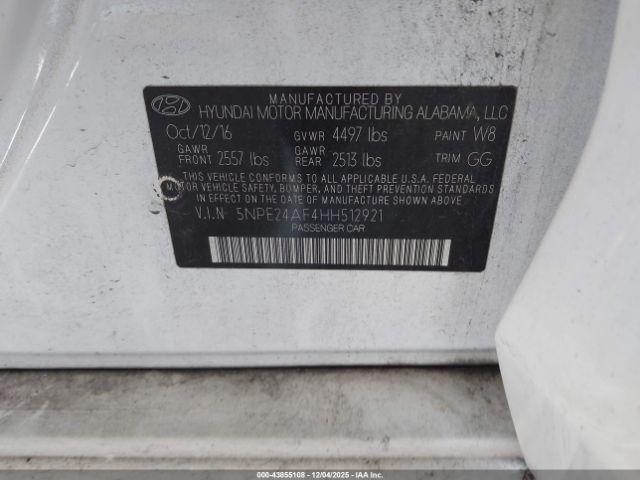 MANUFACTURED BY
HYUNDAI MOTOR MANUFACTURING ALABAMA, LLC
Oct/12/16 GVWR 4497 lbs PAINT W8
GAWR FRONT 2557 lbs GAWR REAR 2513 lbs TRIM GG
THIS VEHICLE CONFORMS TO ALL APPLICABLE U.S.A. FEDERAL
MOTOR VEHICLE SAFETY, BUMPER, AND THEFT PREVENTION STANDARDS
IN EFFECT ON THE DATE OF MANUFACTURE SHOWN ABOVE.
V.I.N 5NPE24AF4HH512921
PASSENGER CAR
000-43855108 - 12/04/2025 - IAA Inc.